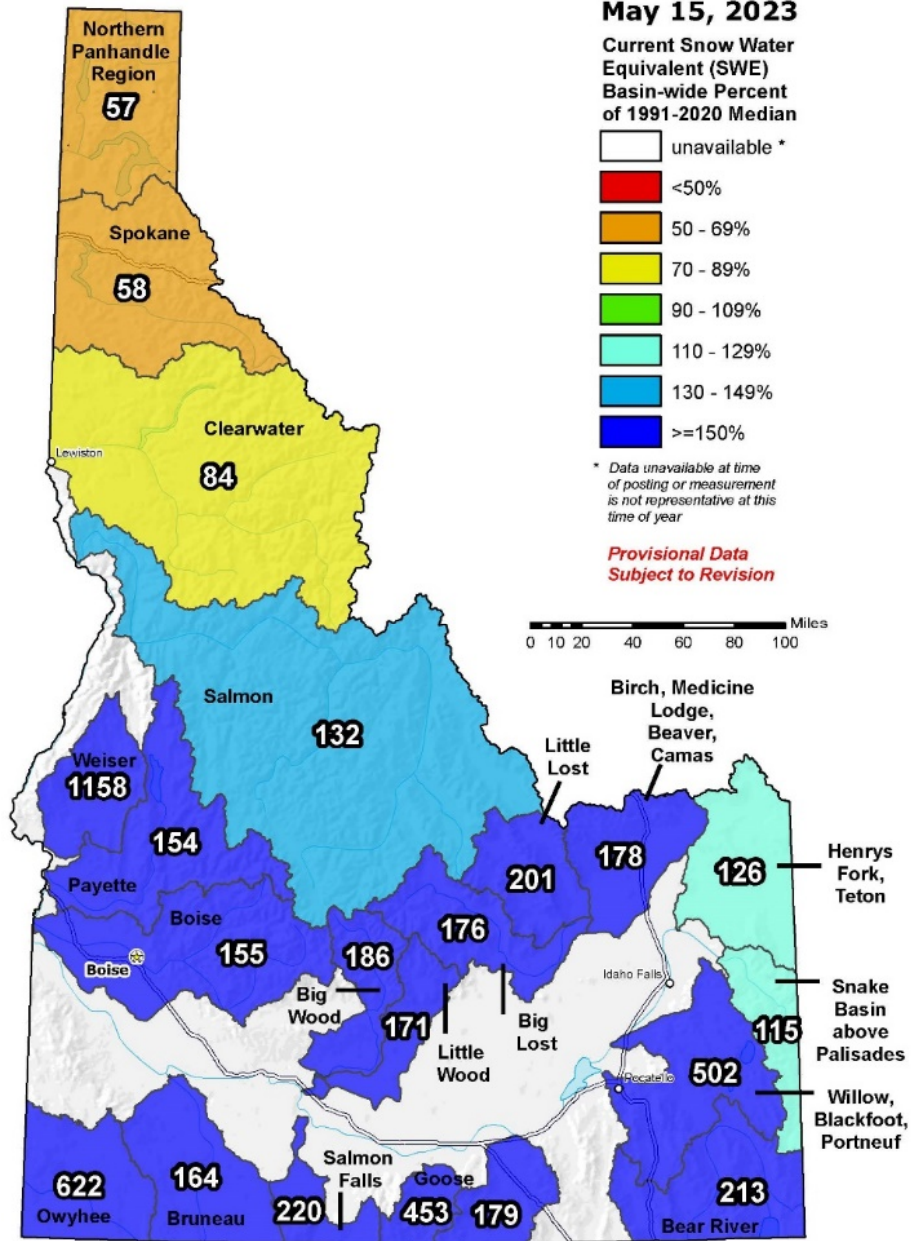 May 15, 2023
Current Snow Water
Equivalent (SWE)
Basin-wide Percent
of 1991-2020 Median
unavailable *
<50%
50 - 69%
70 - 89%
90 - 109%
110 - 129%
130 - 149%
>=150%
* Data unavailable at time
of posting or measurement
is not representative at this
time of year
Provisional Data
Subject to Revision
Miles
0 10 20 40 60 80 100
Northern
Panhandle
Region
57
Spokane
58
Clearwater
84
Lewiston
Salmon
132
Weiser
1158
154
Payette
Boise
155
Boise
186
Big
Wood
171
Little
Wood
176
Big
Lost
Little
Lost
201
Birch, Medicine
Lodge,
Beaver,
Camas
178
126
Henrys
Fork,
Teton
Idaho Falls
Snake
Basin
above
Palisades
115
502
Pocatello
Willow,
Blackfoot,
Portneuf
622
Owyhee
164
Bruneau
Salmon
Falls
220
Goose
453
179
213
Bear River